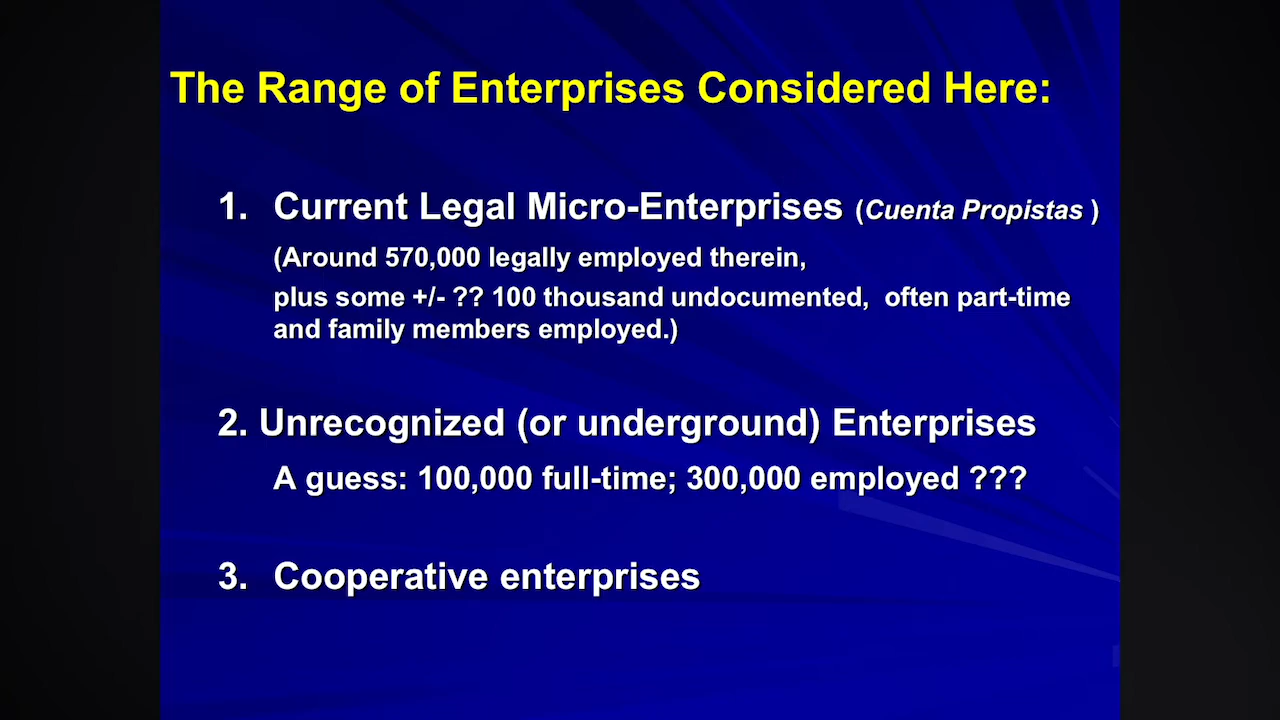 The Range of Enterprises Considered Here:
1. Current Legal Micro-Enterprises (Cuenta Propistas )
(Around 570,000 legally employed therein,
plus some +/- ?? 100 thousand undocumented, often part-time
and family members employed.)
2. Unrecognized (or underground) Enterprises
A guess: 100,000 full-time; 300,000 employed ???
3. Cooperative enterprises